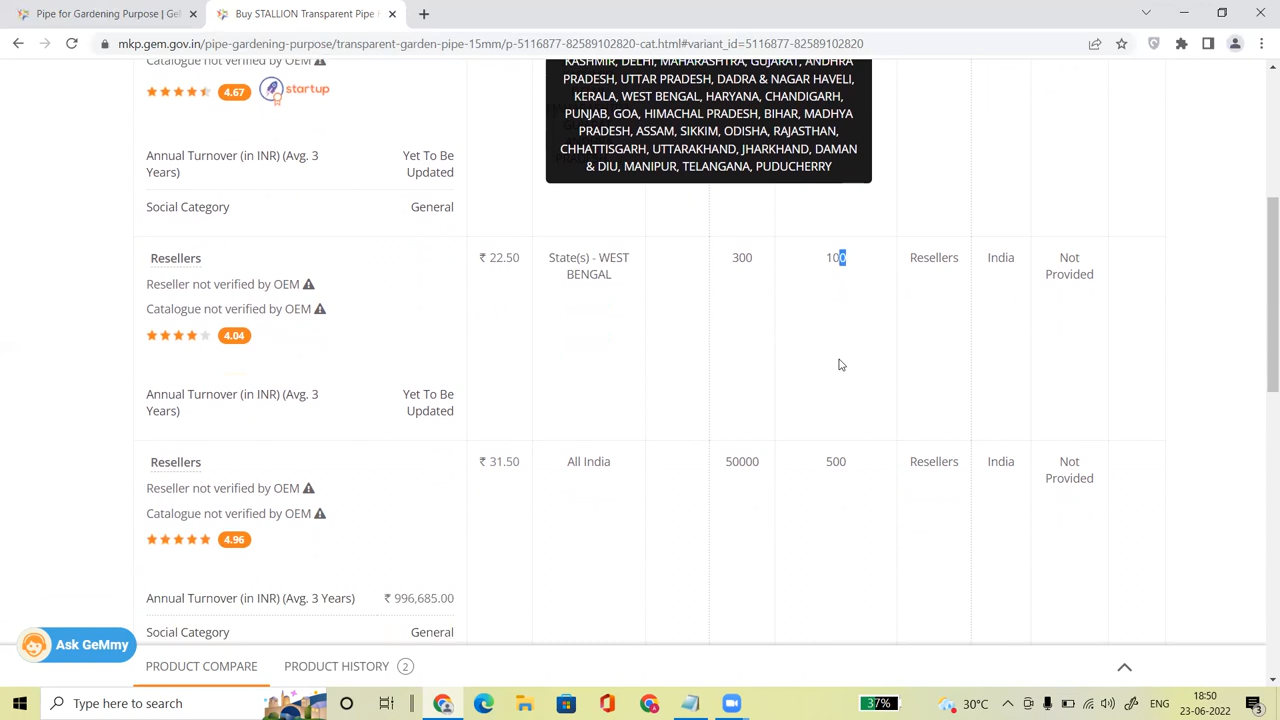 Pipe for Gardening Purpose | Ge
Buy STALLION Transparent Pipe
mkp.gem.gov.in/pipe-gardening-purpose/transparent-garden-pipe-15mm/p-5116877-82589102820-cat.html#variant_id=5116877-82589102820
Catalogue not verified by OEM
4.67 startup
Annual Turnover (in INR) (Avg. 3 Years) Yet To Be Updated
Social Category General
KASHMIR, DELHI, MAHARASHTRA, GUJARAT, ANDHRA
PRADESH, UTTAR PRADESH, DADRA & NAGAR HAVELI,
KERALA, WEST BENGAL, HARYANA, CHANDIGARH,
PUNJAB, GOA, HIMACHAL PRADESH, BIHAR, MADHYA
PRADESH, ASSAM, SIKKIM, ODISHA, RAJASTHAN,
CHHATTISGARH, UTTARAKHAND, JHARKHAND, DAMAN
& DIU, MANIPUR, TELANGANA, PUDUCHERRY
Resellers
Reseller not verified by OEM
Catalogue not verified by OEM
4.04
Annual Turnover (in INR) (Avg. 3 Years) Yet To Be Updated
₹ 22.50
State(s) - WEST
BENGAL
300
100
Resellers
India
Not
Provided
Resellers
Reseller not verified by OEM
Catalogue not verified by OEM
4.96
Annual Turnover (in INR) (Avg. 3 Years) ₹ 996,685.00
Social Category General
₹ 31.50
All India
50000
500
Resellers
India
Not
Provided
Ask GeMmy
PRODUCT COMPARE
PRODUCT HISTORY 2
Type here to search
37%
30°C
ENG
18:50
23-06-2022
3